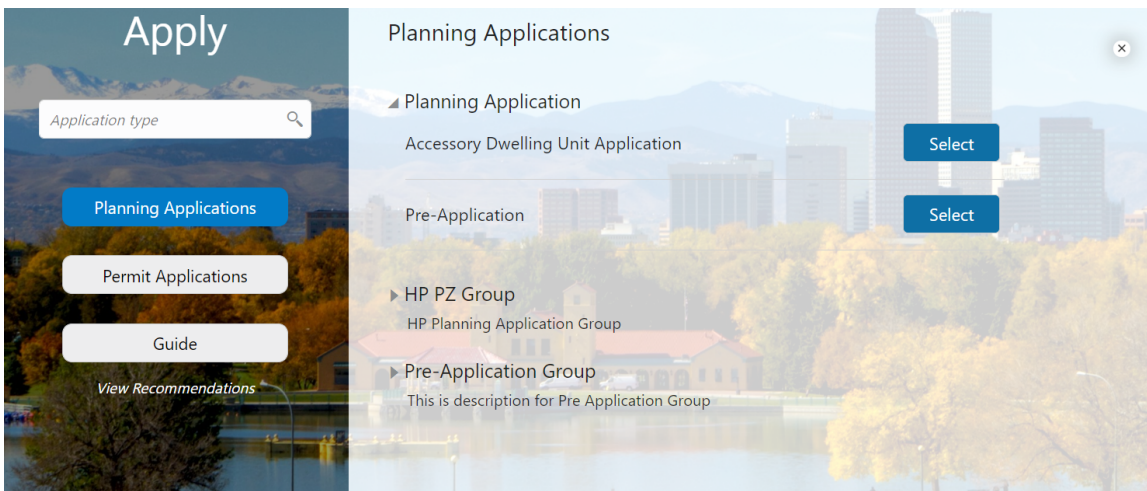 Apply
Application type
Planning Applications
Permit Applications
Guide
View Recommendations
Planning Applications
Planning Application
Accessory Dwelling Unit Application
Select
Pre-Application
Select
HP PZ Group
HP Planning Application Group
Pre-Application Group
This is description for Pre Application Group